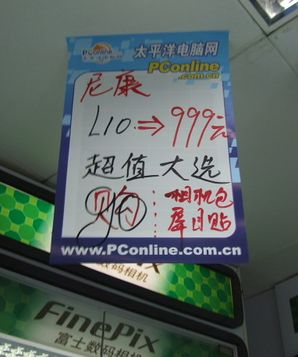 PConline
太平洋电脑网
PConline
.com.cn
尼康
L10⇒999元
超值大选
购：相机包
屏目贴
www.PConline.com.cn
FinePix
数码相机
FinePix
富士数码相机